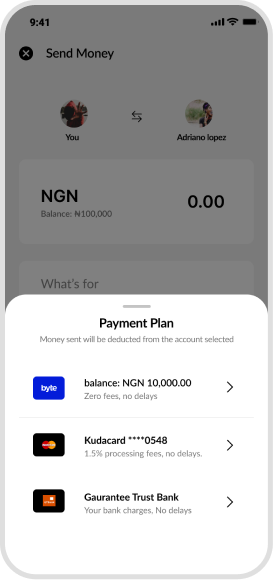 9:41
Send Money
You
Adriano lopez
NGN
0.00
Balance: ₦100,000
What's for
Payment Plan
Money sent will be deducted from the account selected
byte
balance: NGN 10,000.00
Zero fees, no delays
Kudacard ****0548
1.5% processing fees, no delays.
Gaurantee Trust Bank
Your bank charges. No delays